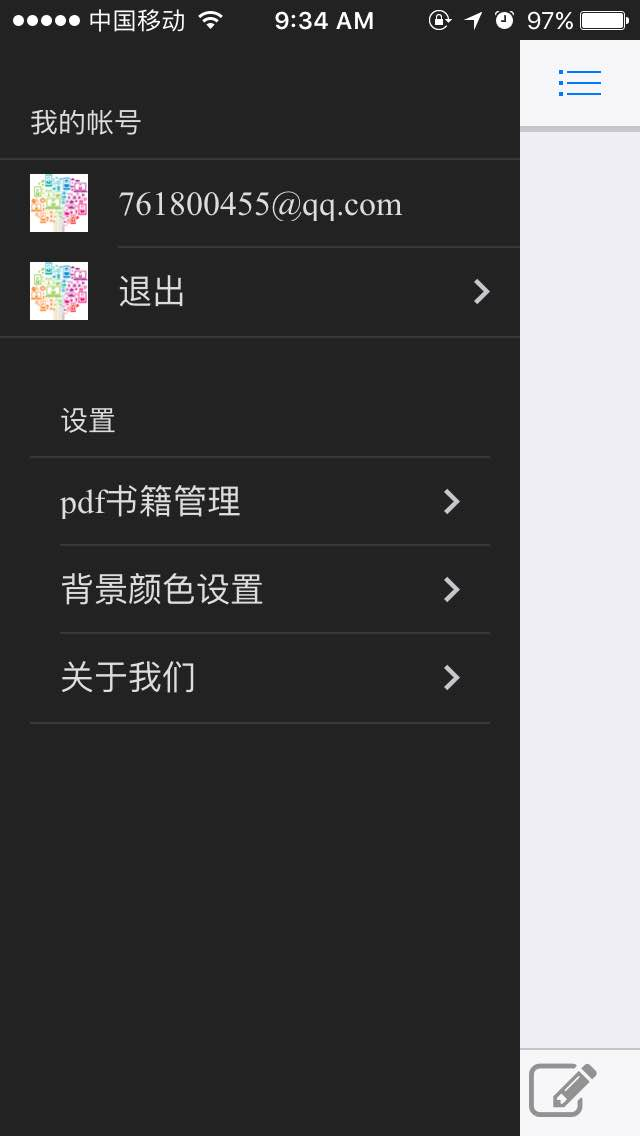 中国移动 9:34 AM 97%
我的帐号
761800455@qq.com
退出
设置
pdf书籍管理
背景颜色设置
关于我们